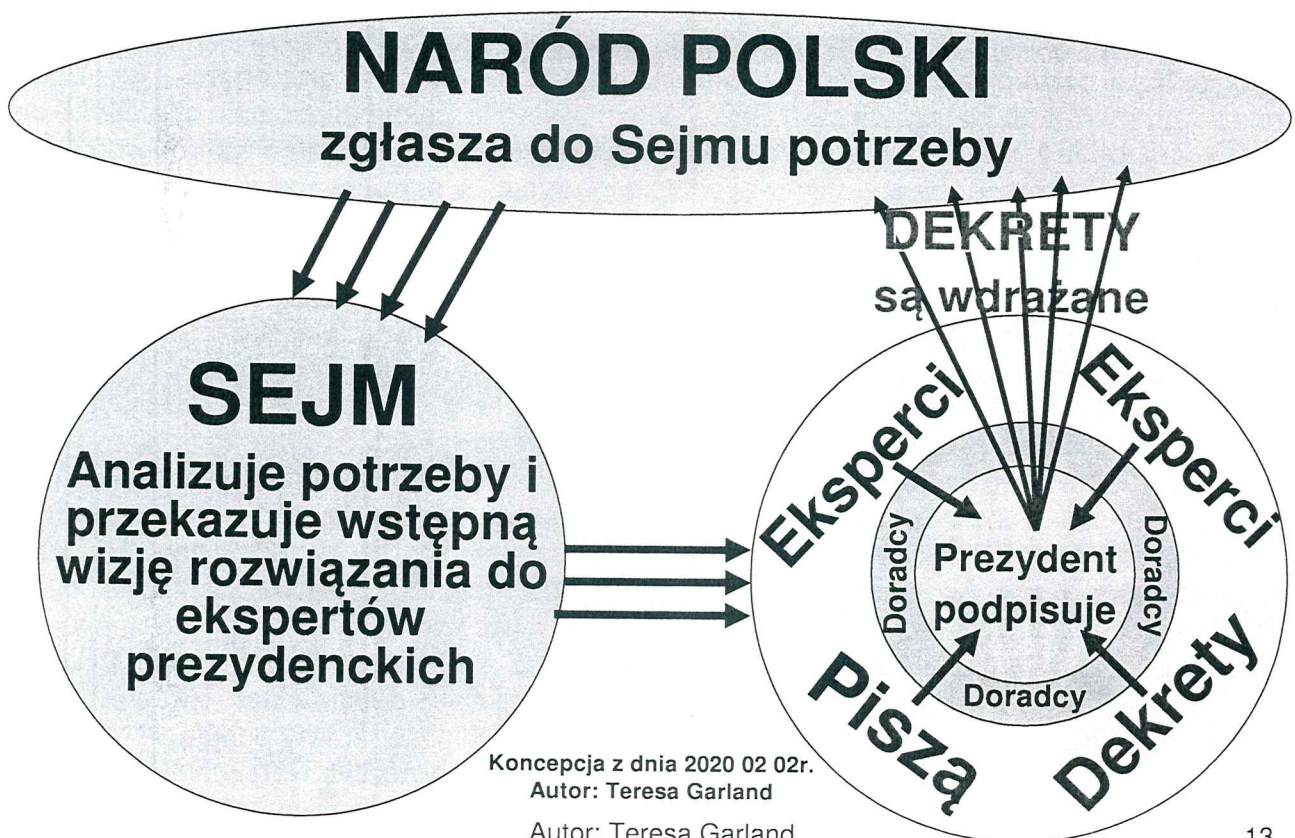 NARÓD POLSKI
zgłasza do Sejmu potrzeby
DEKRETY
są wdrażane
SEJM
Analizuje potrzeby i
przekazuje wstępną
wizję rozwiązania do
ekspertów
prezydenckich
Eksperci
Eksperci
Doradcy
Doradcy
Prezydent
podpisuje
Doradcy
Piszą
Dekrety
Koncepcja z dnia 2020 02 02r.
Autor: Teresa Garland
Autor: Teresa Garland
13